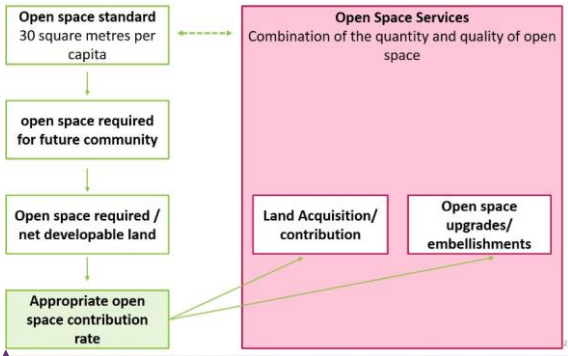 Open space standard
30 square metres per
capita
Open Space Services
Combination of the quantity and quality of open
space
open space required
for future community
Open space required /
net developable land
Land Acquisition/
contribution
Open space
upgrades/
embellishments
Appropriate open
space contribution
rate